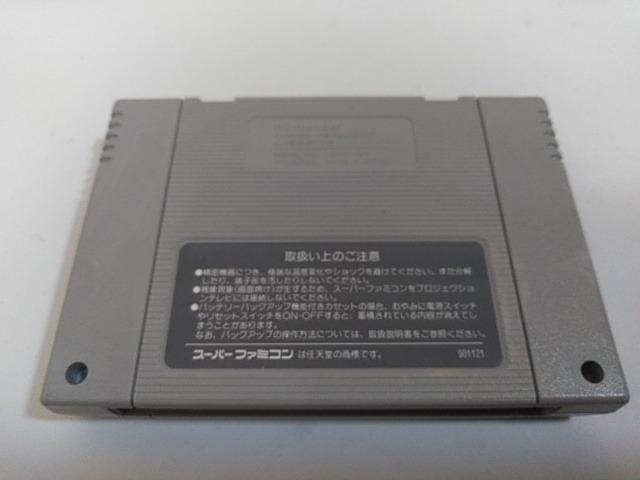 取扱い上のご注意
●精密機器につき、極端な温度変化やショックを避けてください。また分解
したり、端子部を汚したりしないでください。
●残像現象(画面焼け)が生ずるため、スーパーファミコンをプロジェクショ
ンテレビには接続しないでください。
●バッテリーバックアップ機能付きカセットの場合、むやみに電源スイッチ
やリセットスイッチをON-OFFすると、蓄積されている内容が消えてし
まうことがあります。
なお、バックアップの操作方法については、取扱説明書をご参照ください。
スーパーファミコン は任天堂の商標です。 901121